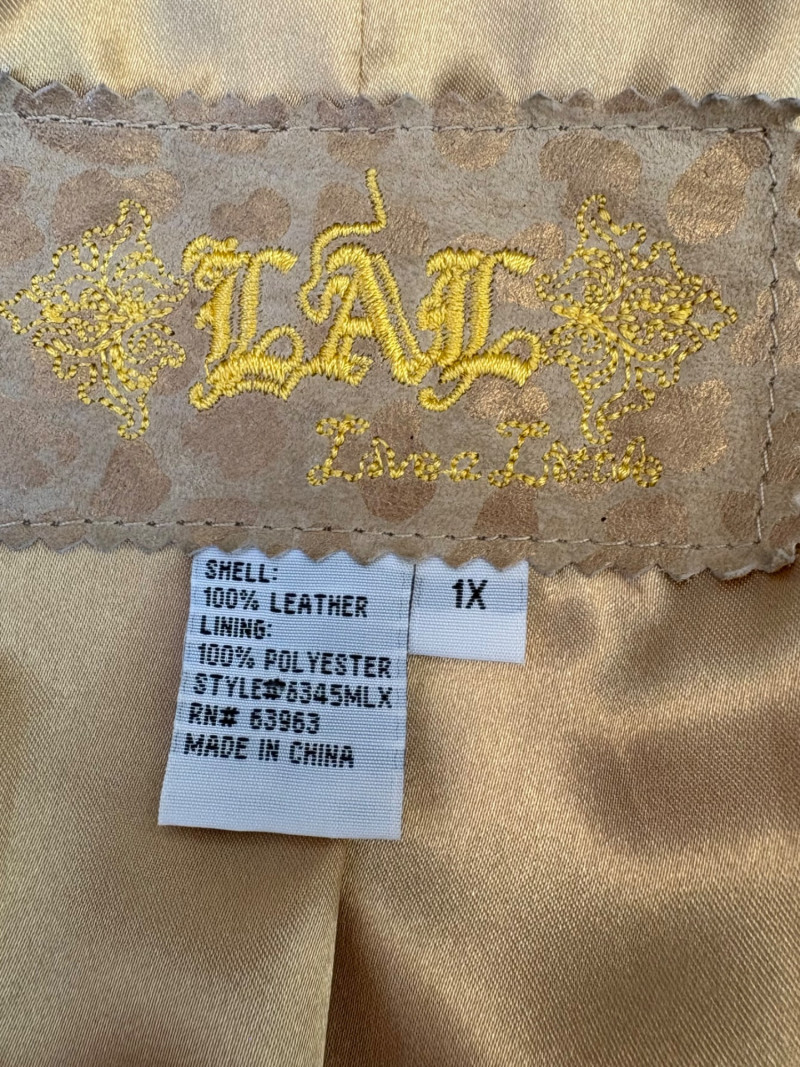 LAL
Live a Little
SHELL:
1X
100% LEATHER
LINING:
100% POLYESTER
STYLE#6345MLX
RN# 63963
MADE IN CHINA